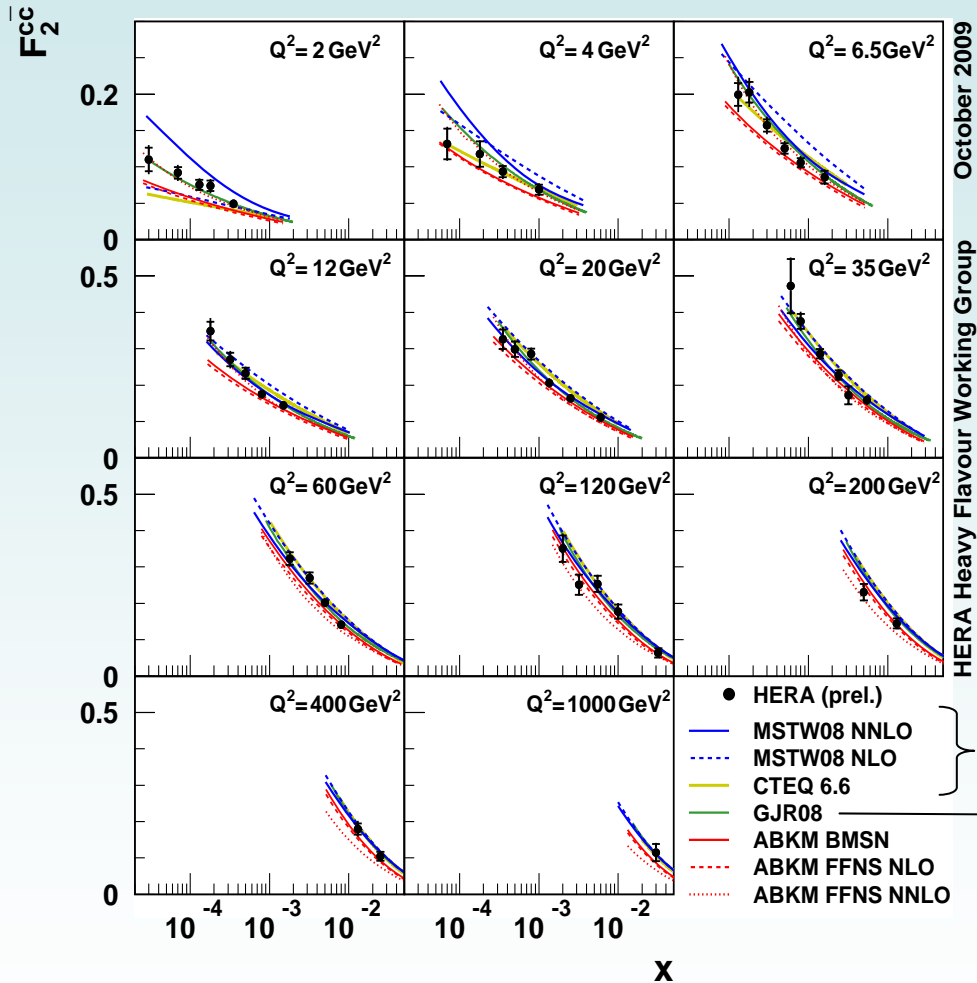 F₂^cc̅
Q² = 2 GeV²
Q² = 4 GeV²
Q² = 6.5GeV²
0.2
0
Q² = 12 GeV²
Q² = 20 GeV²
Q² = 35 GeV²
0.5
0
Q² = 60 GeV²
Q² = 120 GeV²
Q² = 200 GeV²
0.5
0
Q² = 400 GeV²
Q² = 1000 GeV²
0.5
0
HERA (prel.)
MSTW08 NNLO
MSTW08 NLO
CTEQ 6.6
GJR08
ABKM BMSN
ABKM FFNS NLO
ABKM FFNS NNLO
10⁻⁴ 10⁻³ 10⁻² 10⁻⁴ 10⁻³ 10⁻²
x
HERA Heavy Flavour Working Group October 2009